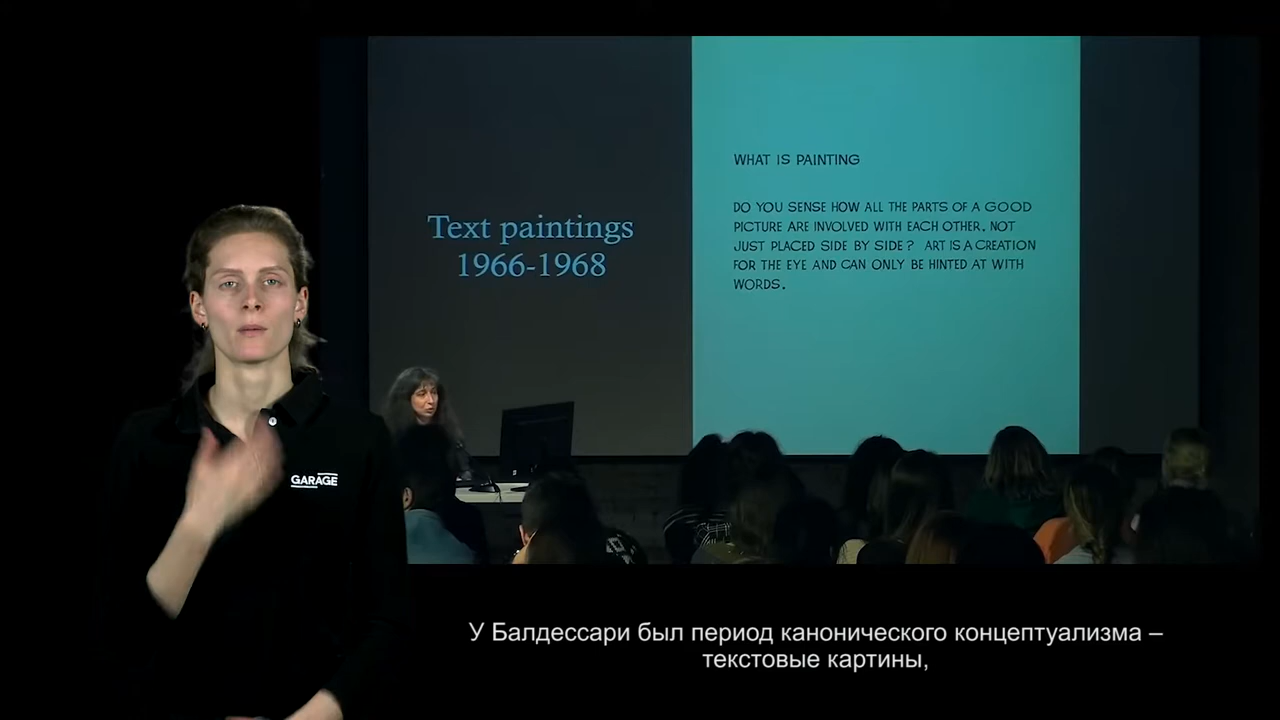 Text paintings
1966-1968
WHAT IS PAINTING
DO YOU SENSE HOW ALL THE PARTS OF A GOOD
PICTURE ARE INVOLVED WITH EACH OTHER, NOT
JUST PLACED SIDE BY SIDE? ART IS A CREATION
FOR THE EYE AND CAN ONLY BE HINTED AT WITH
WORDS.
GARAGE
У Балдессари был период канонического концептуализма –
текстовые картины,